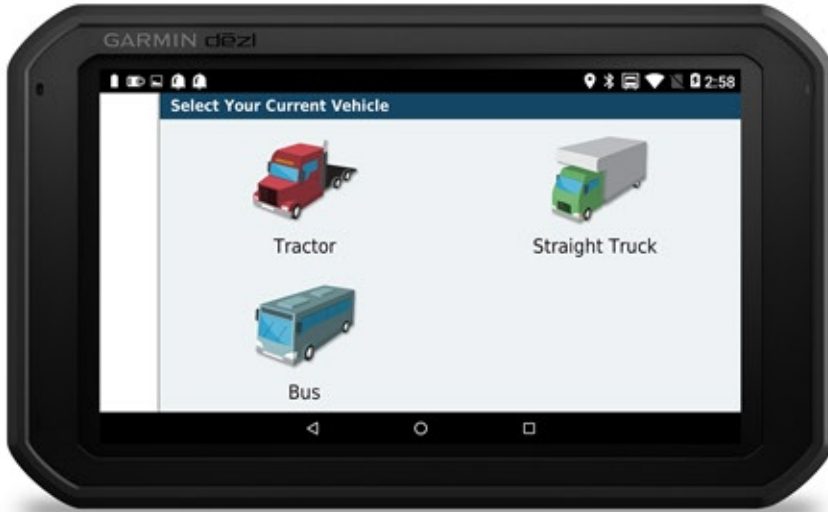 GARMIN dēzl
2:58
Select Your Current Vehicle
Tractor
Straight Truck
Bus